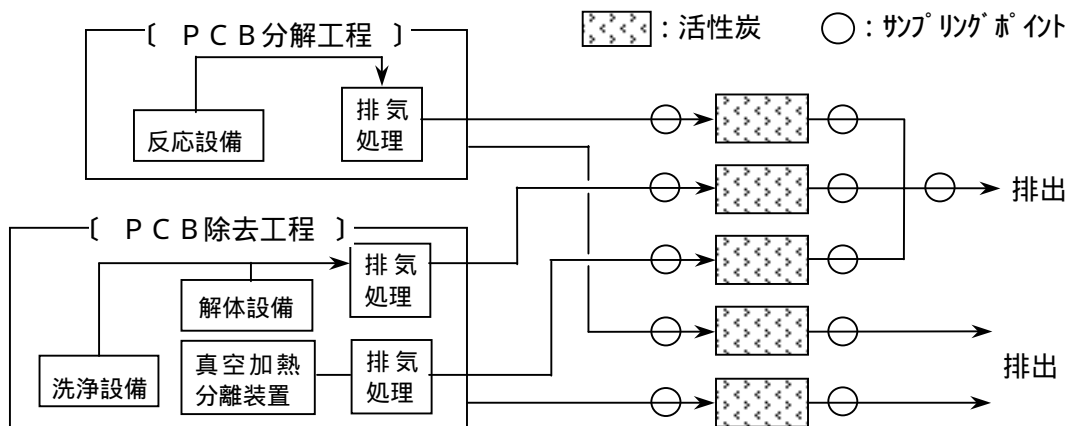 ：活性炭
：ｻﾝﾌﾟﾘﾝｸﾞﾎﾟｲﾝﾄ
〔　ＰＣＢ分解工程　〕
反応設備
排気
処理
排出
〔　ＰＣＢ除去工程　〕
排気
処理
解体設備
洗浄設備
真空加熱
分離装置
排気
処理
排出